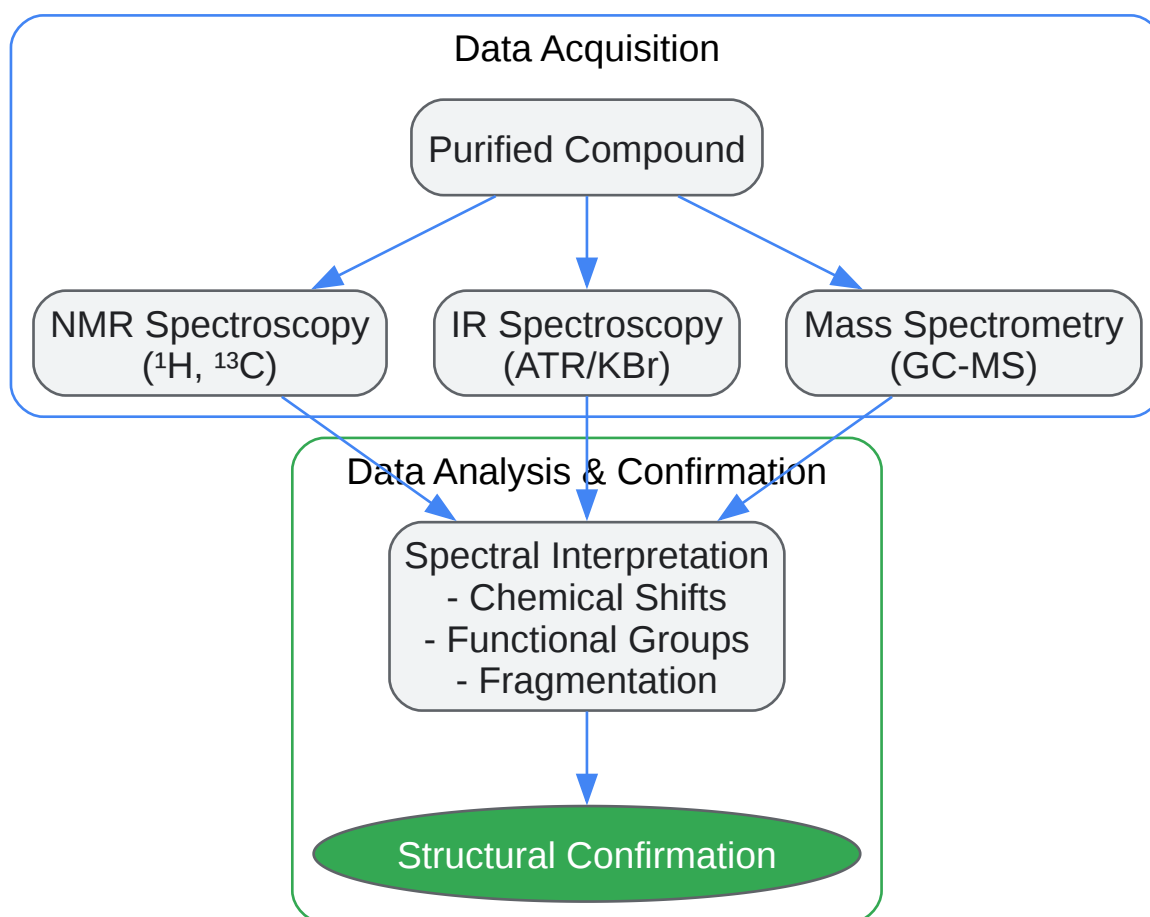 Data Acquisition
Purified Compound
NMR Spectroscopy
(¹H, ¹³C)
IR Spectroscopy
(ATR/KBr)
Mass Spectrometry
(GC-MS)
Data Analysis & Confirmation
Spectral Interpretation
- Chemical Shifts
- Functional Groups
- Fragmentation
Structural Confirmation